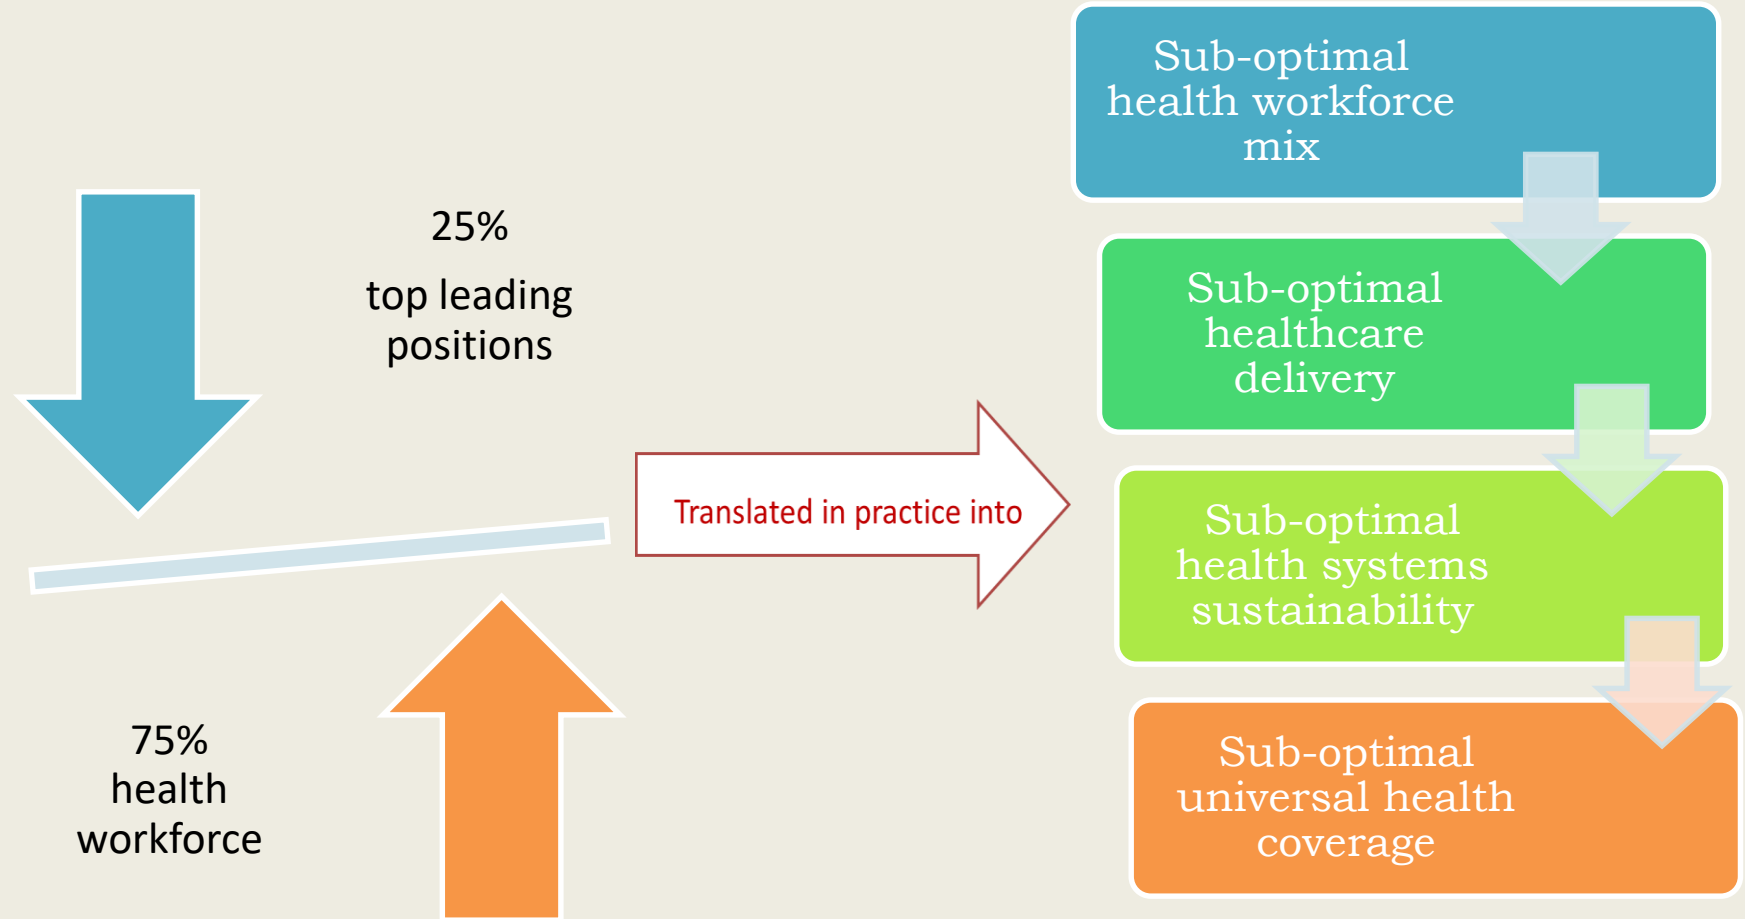 25%
top leading
positions
75%
health
workforce
Translated in practice into
Sub-optimal
health workforce
mix
Sub-optimal
healthcare
delivery
Sub-optimal
health systems
sustainability
Sub-optimal
universal health
coverage